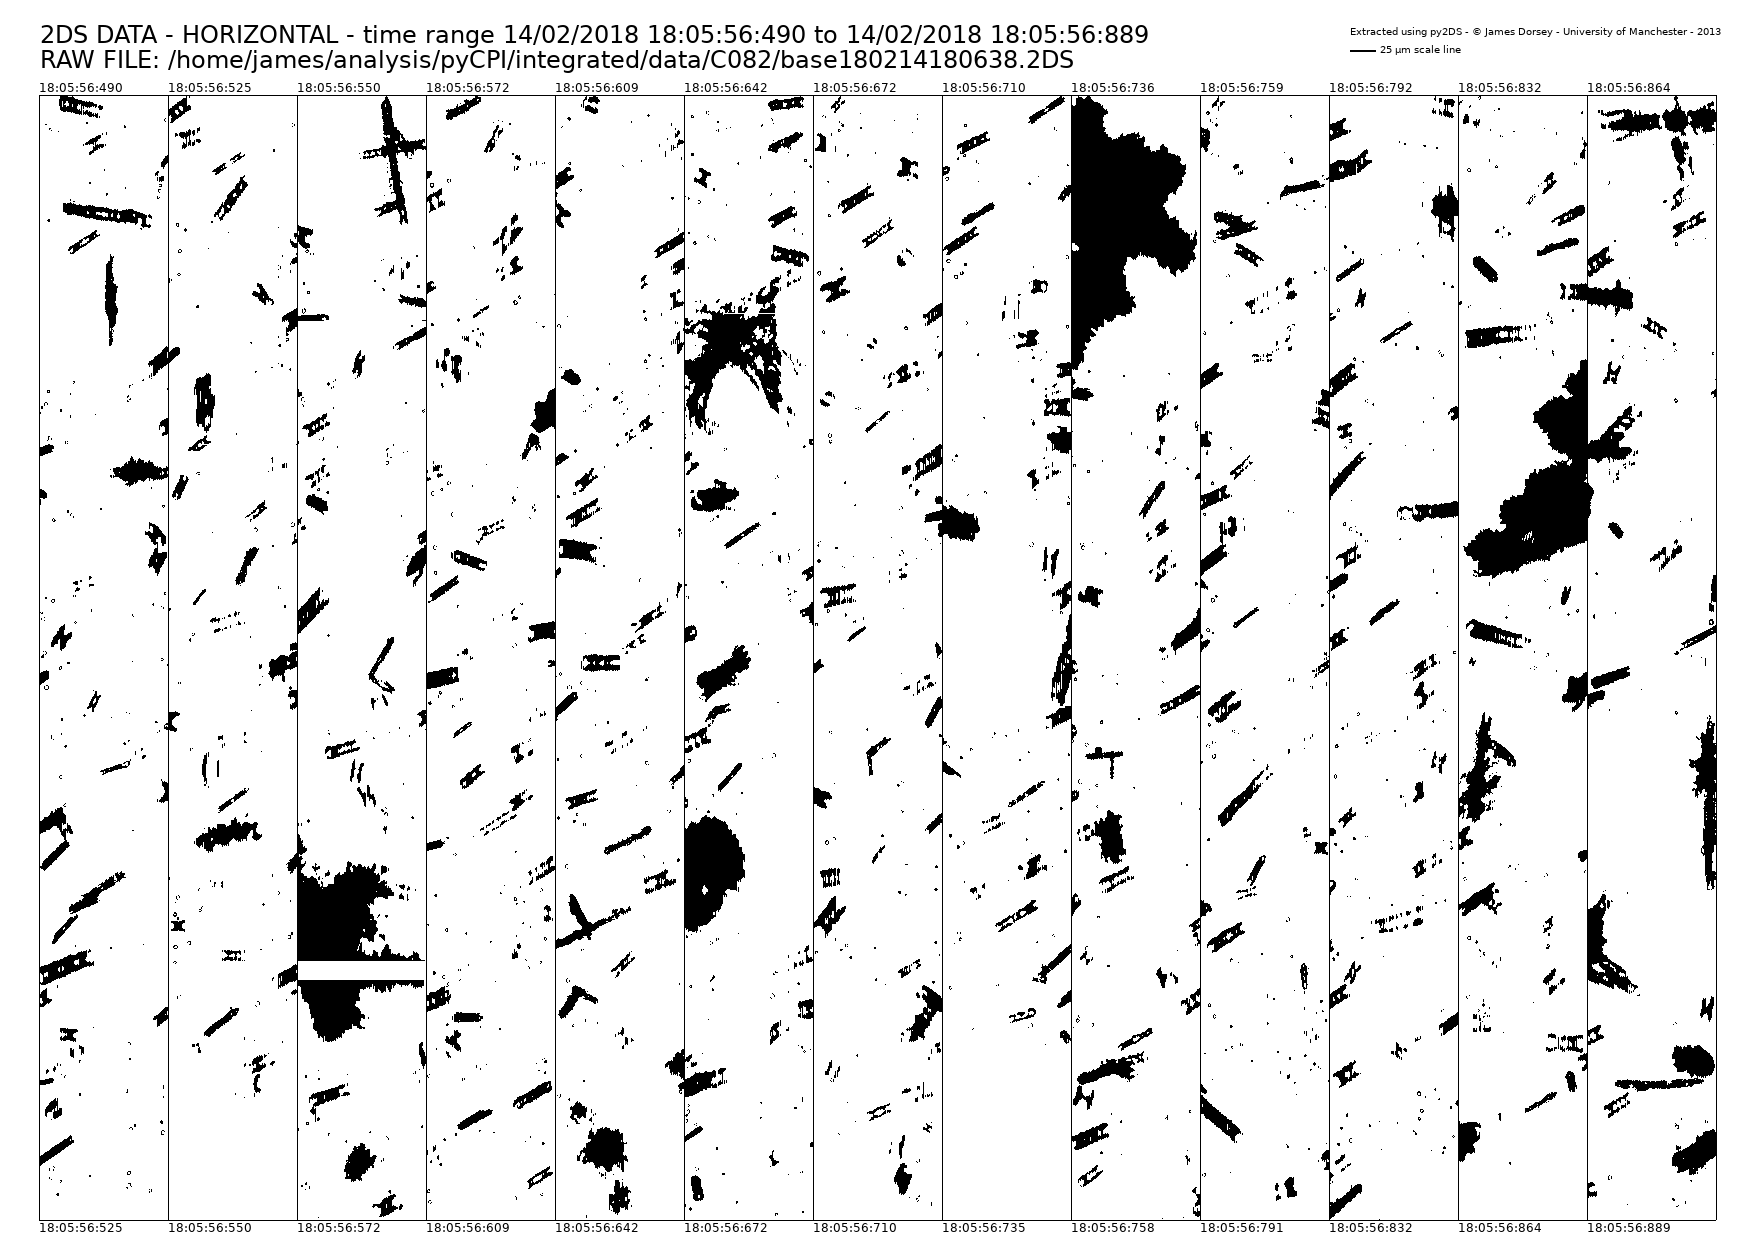 2DS DATA - HORIZONTAL - time range 14/02/2018 18:05:56:490 to 14/02/2018 18:05:56:889
RAW FILE: /home/james/analysis/pyCPI/integrated/data/C082/base180214180638.2DS
Extracted using py2DS - © James Dorsey - University of Manchester - 2013
25 µm scale line
18:05:56:490 18:05:56:525 18:05:56:550 18:05:56:572 18:05:56:609 18:05:56:642 18:05:56:672 18:05:56:710 18:05:56:736 18:05:56:759 18:05:56:792 18:05:56:832 18:05:56:864
18:05:56:525 18:05:56:550 18:05:56:572 18:05:56:609 18:05:56:642 18:05:56:672 18:05:56:710 18:05:56:735 18:05:56:758 18:05:56:791 18:05:56:832 18:05:56:864 18:05:56:889